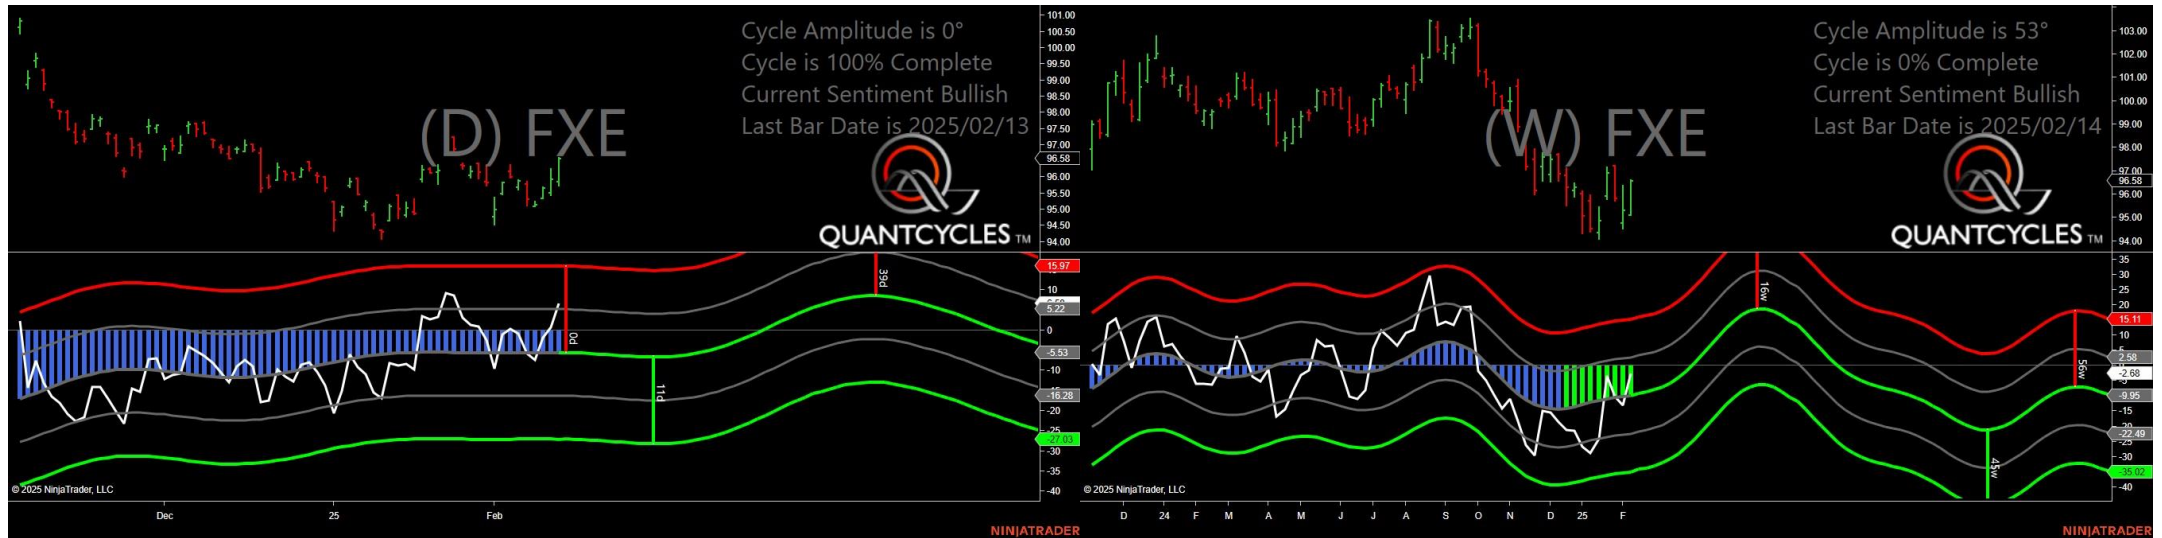 Cycle Amplitude is 0°
Cycle is 100% Complete
Current Sentiment Bullish
Last Bar Date is 2025/02/13
(D) FXE
QUANTCYCLES TM
101.00
100.50
100.00
99.50
99.00
98.50
98.00
97.50
97.00
96.58
96.00
95.50
95.00
94.50
94.00
15.97
10
5.22
0
-5.53
-10
-16.28
-20
-25
-27.03
-30
-35
-40
0d
11d
39d
© 2025 NinjaTrader, LLC
Dec
25
Feb
NINJATRADER
Cycle Amplitude is 53°
Cycle is 0% Complete
Current Sentiment Bullish
Last Bar Date is 2025/02/14
(W) FXE
QUANTCYCLES TM
103.00
102.00
101.00
100.00
99.00
98.00
97.00
96.58
96.00
95.00
94.00
35
30
25
20
15.11
10
2.58
-2.68
-9.95
-15
-22.49
-30
-35.02
-40
16w
45w
56w
© 2025 NinjaTrader, LLC
D
24
F
M
A
M
J
J
A
S
O
N
D
25
F
NINJATRADER